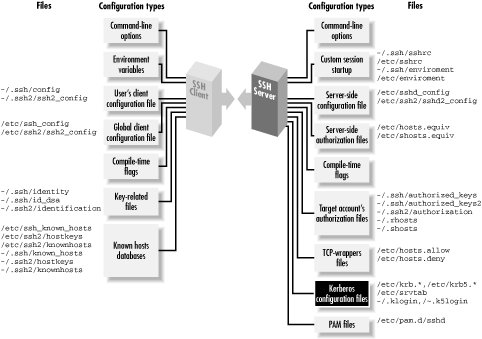 Files
Configuration types
Configuration types
Files
Command-line
options
Environment
variables
User's client
configuration file
~/.ssh/config
~/.ssh2/ssh2_config
Global client
configuration file
/etc/ssh_config
/etc/ssh2/ssh2_config
Compile-time
flags
Key-related
files
~/.ssh/identity
~/.ssh/id_dsa
~/.ssh2/identification
Known hosts
databases
/etc/ssh_known_hosts
/etc/ssh2/hostkeys
/etc/ssh2/knownhosts
~/.ssh/known_hosts
~/.ssh2/hostkeys
~/.ssh2/knownhosts
SSH
Client
SSH
Server
Command-line
options
Custom session
startup
~/.ssh/sshrc
/etc/sshrc
~/.ssh/enviroment
/etc/enviroment
Server-side
configuration file
/etc/sshd_config
/etc/ssh2/sshd2_config
Server-side
authorization files
/etc/hosts.equiv
/etc/shosts.equiv
Compile-time
flags
Target account's
authorization files
~/.ssh/authorized_keys
~/.ssh/authorized_keys2
~/.ssh2/authorization
~/.rhosts
~/.shosts
TCP-wrappers
files
/etc/hosts.allow
/etc/hosts.deny
Kerberos
configuration files
/etc/krb.*,/etc/krb5.*
/etc/srvtab
~/.klogin,/~.k5login
PAM files
/etc/pam.d/sshd